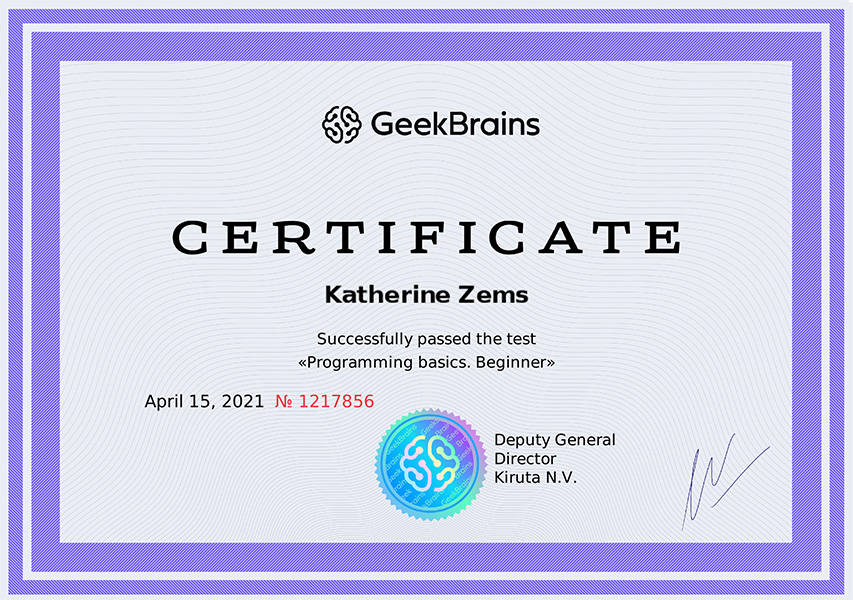 GeekBrains
CERTIFICATE
Katherine Zems
Successfully passed the test
«Programming basics. Beginner»
April 15, 2021 № 1217856
Deputy General
Director
Kiruta N.V.